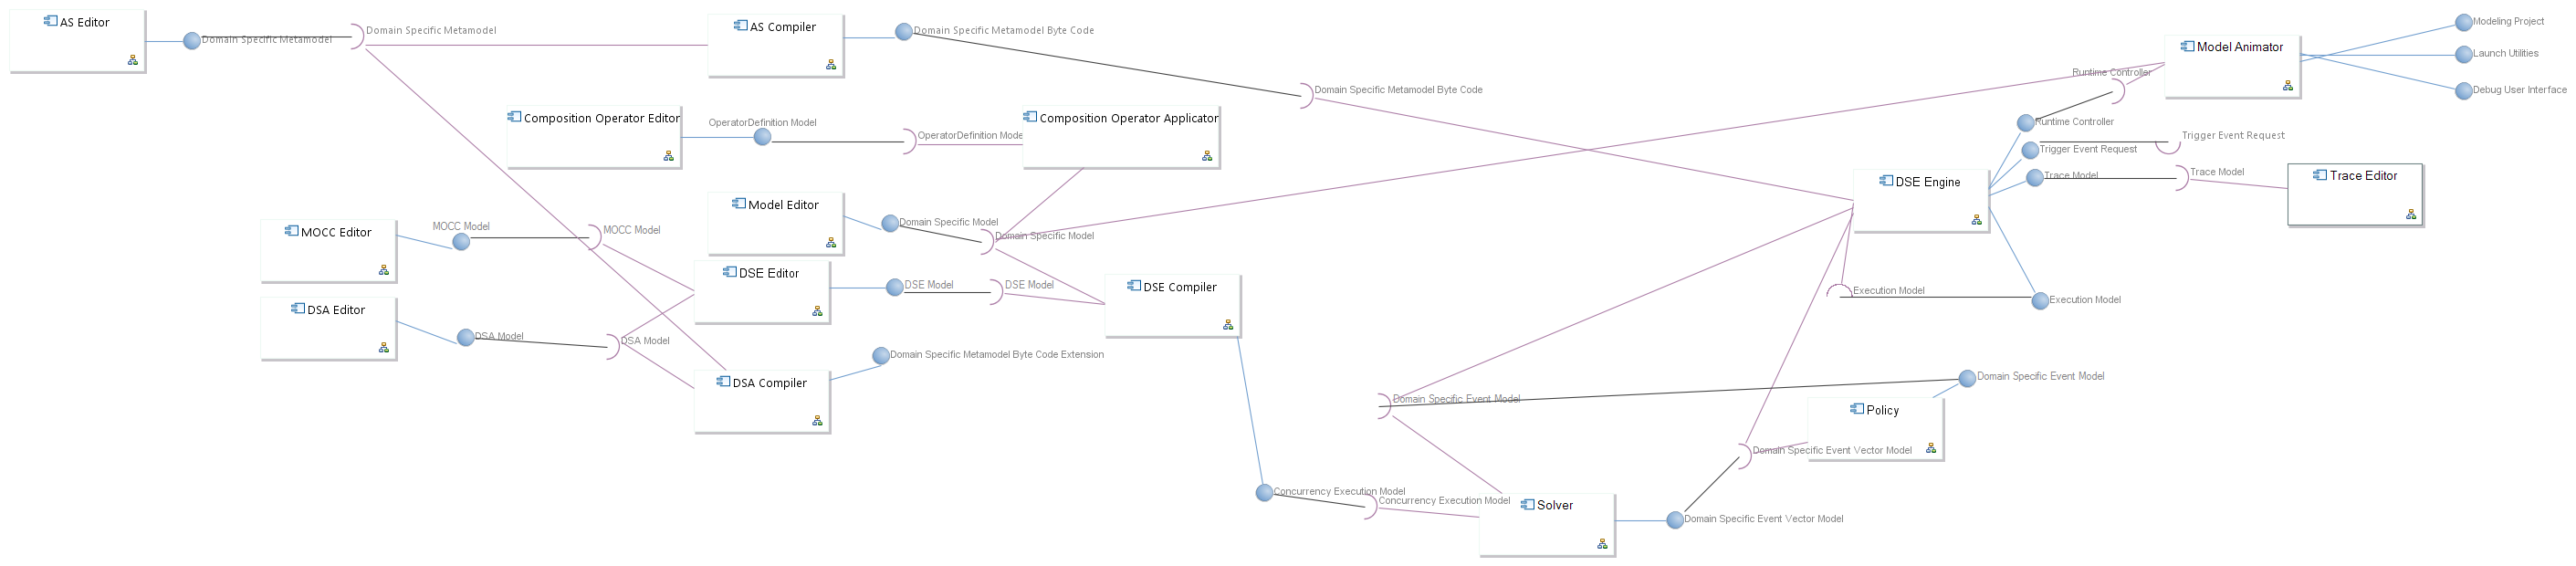 AS Editor
Domain Specific Metamodel
Domain Specific Metamodel
AS Compiler
Domain Specific Metamodel Byte Code
Domain Specific Metamodel Byte Code
Model Animator
Modeling Project
Launch Utilities
Debug User Interface
Runtime Controller
Runtime Controller
Composition Operator Editor
OperatorDefinition Model
OperatorDefinition Mode
Composition Operator Applicator
Trigger Event Request
Trigger Event Request
DSE Engine
Trace Model
Trace Model
Trace Editor
Model Editor
Domain Specific Model
Domain Specific Model
MOCC Editor
MOCC Model
MOCC Model
DSE Editor
DSE Model
DSE Model
DSE Compiler
Execution Model
Execution Model
DSA Editor
DSA Model
DSA Model
Domain Specific Metamodel Byte Code Extension
DSA Compiler
Domain Specific Event Model
Domain Specific Event Model
Policy
Domain Specific Event Vector Model
Concurrency Execution Model
Concurrency Execution Model
Solver
Domain Specific Event Vector Model